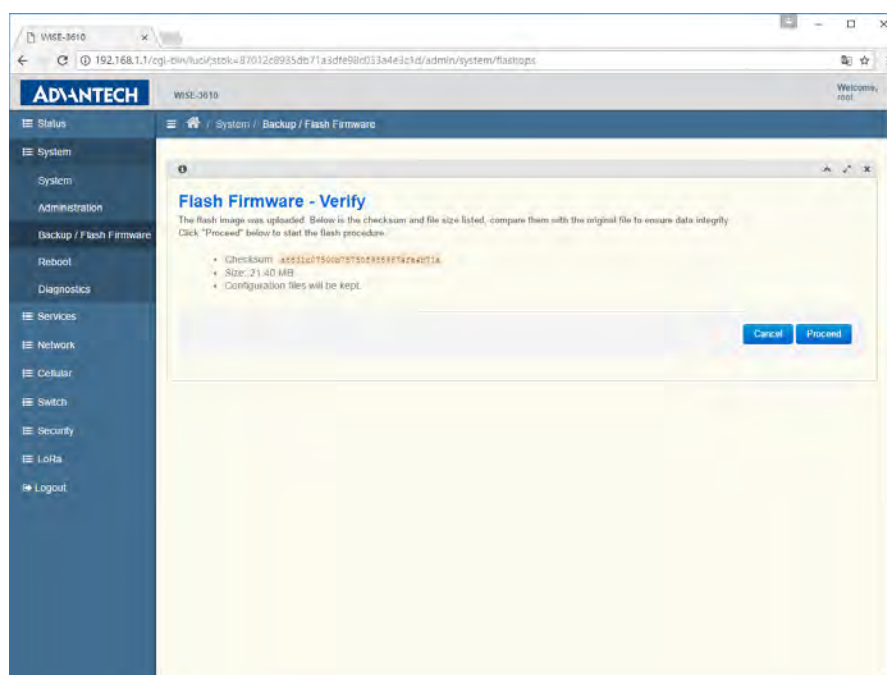 WISE-3610
192.168.1.1/cgi-bin/luci/;stok=87012c8935db71a3dfe98d033a4e3c1d/admin/system/flashops
ADVANTECH
WISE-3610
Welcome,
root
Status
/ System / Backup / Flash Firmware
System
System
Administration
Backup / Flash Firmware
Reboot
Diagnostics
Services
Network
Cellular
Switch
Security
LoRa
Logout
Flash Firmware - Verify
The flash image was uploaded. Below is the checksum and file size listed, compare them with the original file to ensure data integrity.
Click "Proceed" below to start the flash procedure.
Checksum:
Size: 21.40 MB
Configuration files will be kept.
Cancel
Proceed